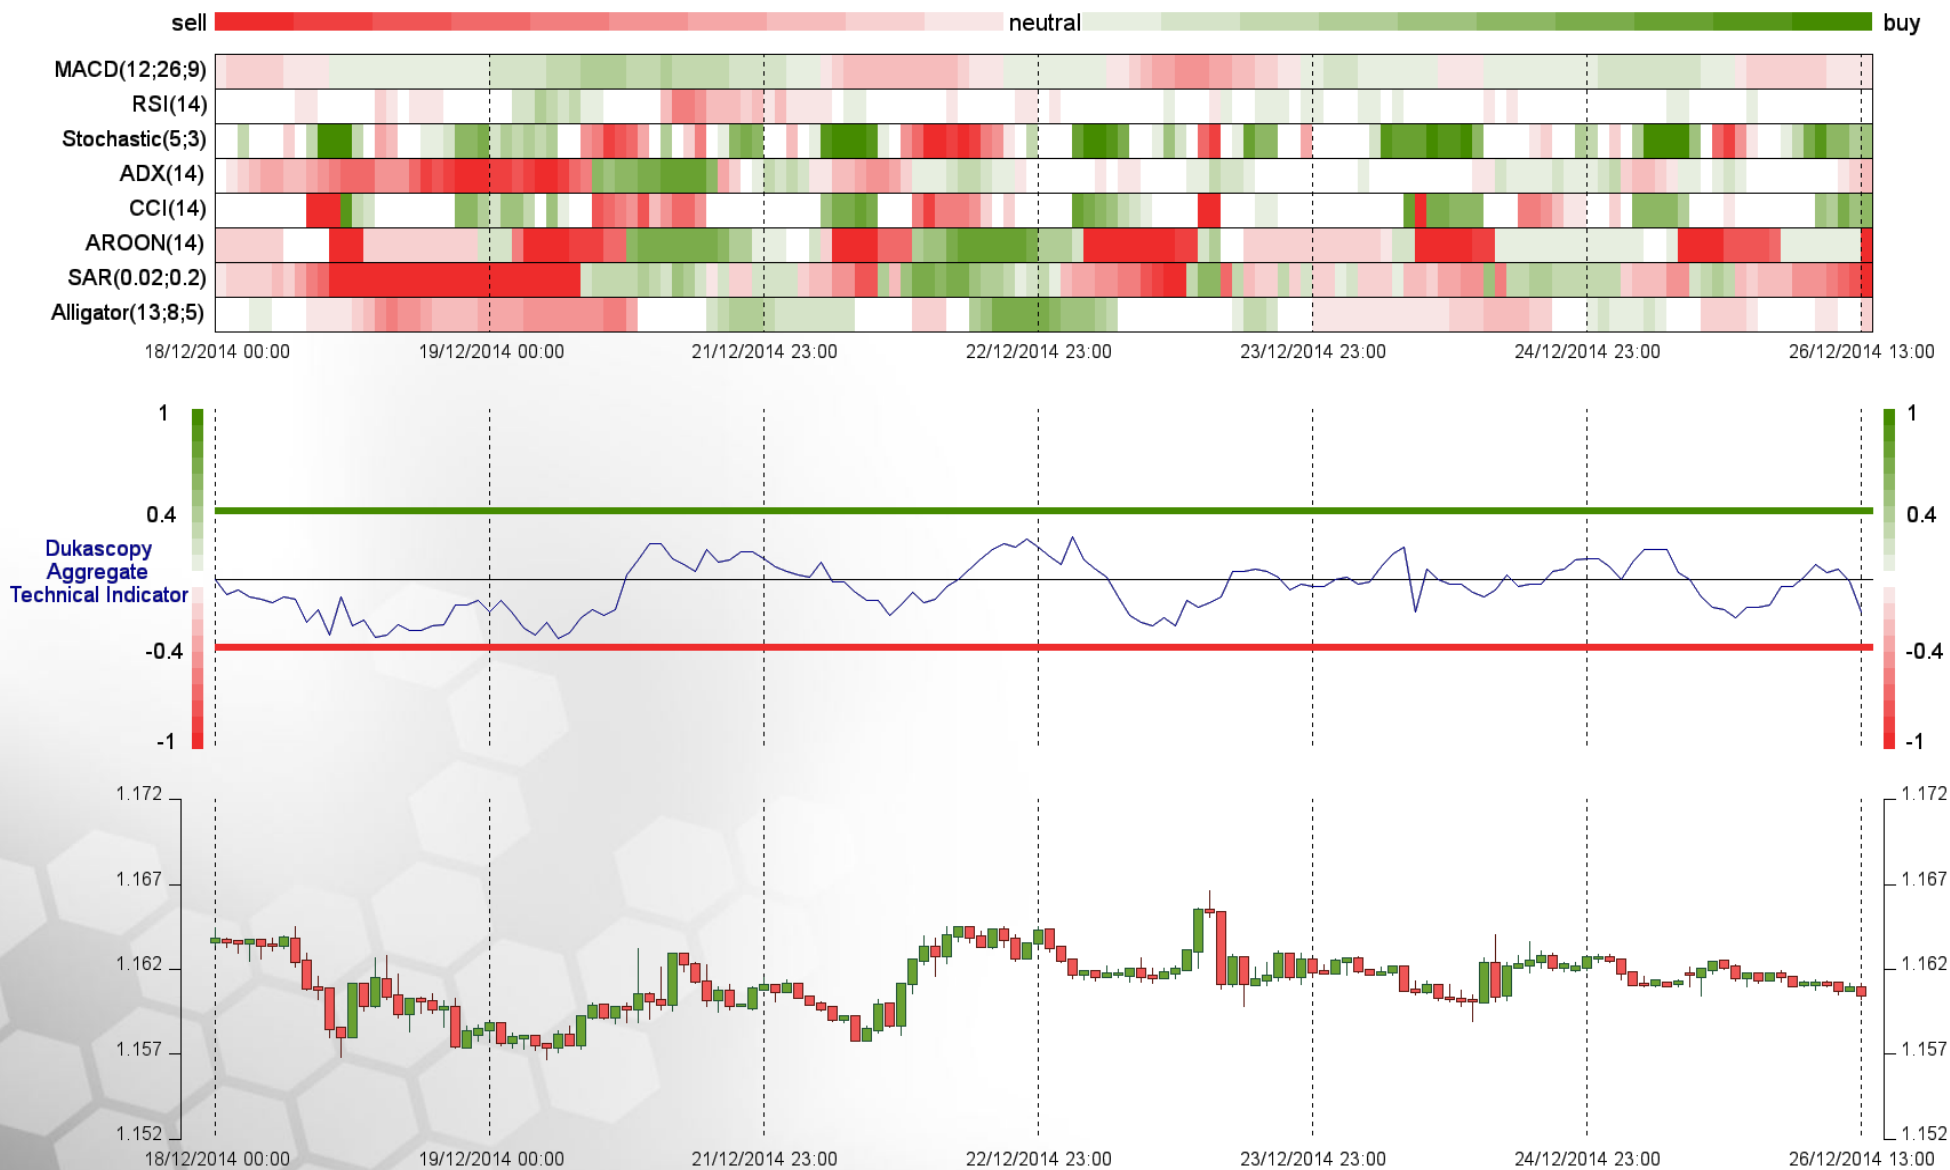 sell neutral buy
MACD(12;26;9)
RSI(14)
Stochastic(5;3)
ADX(14)
CCI(14)
AROON(14)
SAR(0.02;0.2)
Alligator(13;8;5)
18/12/2014 00:00 19/12/2014 00:00 21/12/2014 23:00 22/12/2014 23:00 23/12/2014 23:00 24/12/2014 23:00 26/12/2014 13:00
1 1
0.4 0.4
Dukascopy
Aggregate
Technical Indicator
-0.4 -0.4
-1 -1
1.172 1.172
1.167 1.167
1.162 1.162
1.157 1.157
1.152 1.152
18/12/2014 00:00 19/12/2014 00:00 21/12/2014 23:00 22/12/2014 23:00 23/12/2014 23:00 24/12/2014 23:00 26/12/2014 13:00